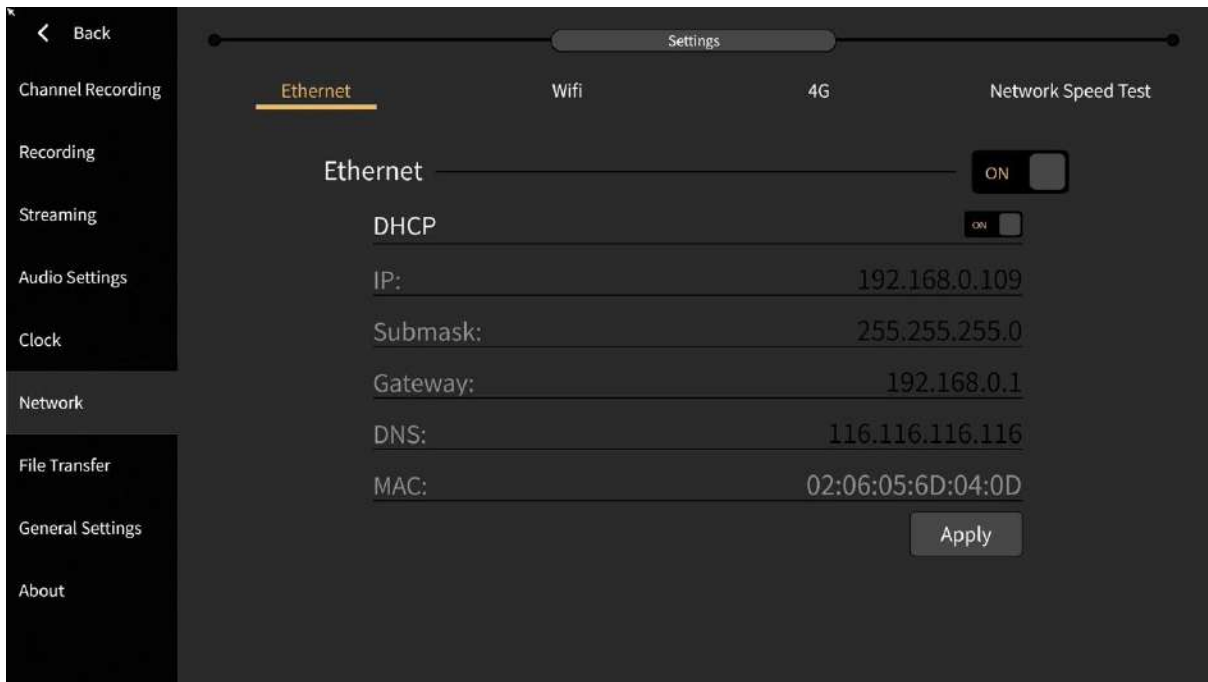 Back
Settings
Channel Recording
Recording
Streaming
Audio Settings
Clock
Network
File Transfer
General Settings
About
Ethernet Wifi 4G Network Speed Test
Ethernet ON
DHCP ON
IP: 192.168.0.109
Submask: 255.255.255.0
Gateway: 192.168.0.1
DNS: 116.116.116.116
MAC: 02:06:05:6D:04:0D
Apply